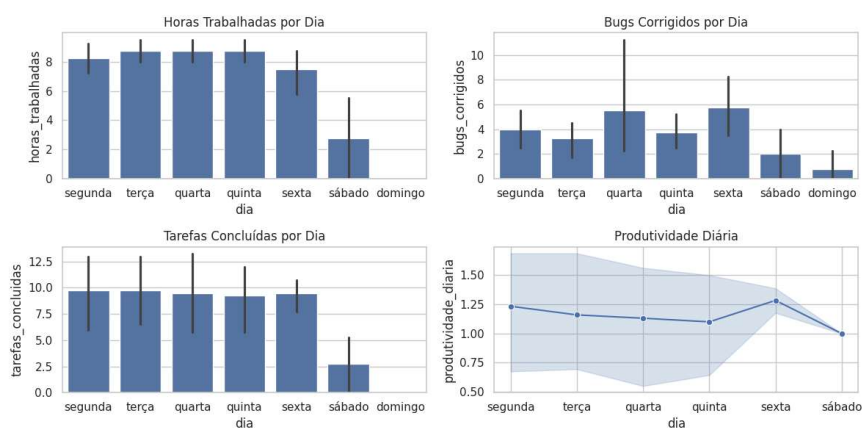 Horas Trabalhadas por Dia
horas_trabalhadas
8
6
4
2
0
segunda terça quarta quinta sexta sábado domingo
dia
Bugs Corrigidos por Dia
bugs_corrigidos
10
8
6
4
2
0
segunda terça quarta quinta sexta sábado domingo
dia
Tarefas Concluídas por Dia
tarefas_concluidas
12.5
10.0
7.5
5.0
2.5
0.0
segunda terça quarta quinta sexta sábado domingo
dia
Produtividade Diária
produtividade_diaria
1.50
1.25
1.00
0.75
0.50
segunda terça quarta quinta sexta sábado
dia